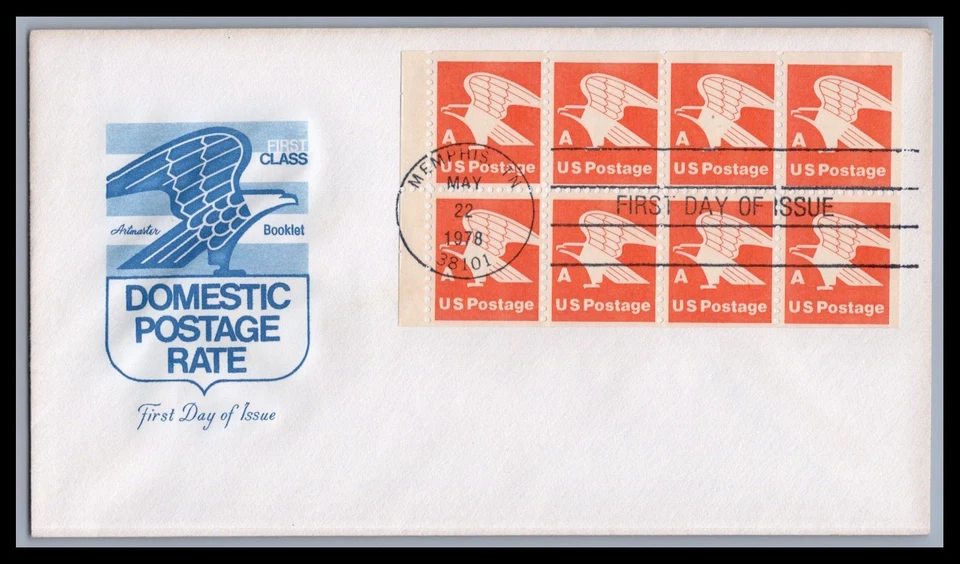 FIRST
CLASS
Artmaster
Booklet
DOMESTIC
POSTAGE
RATE
First Day of Issue
A A A A
US Postage US Postage US Postage US Postage
MEMPHIS TN
MAY
22
1978
38101
FIRST DAY OF ISSUE
A A A A
US Postage US Postage US Postage US Postage